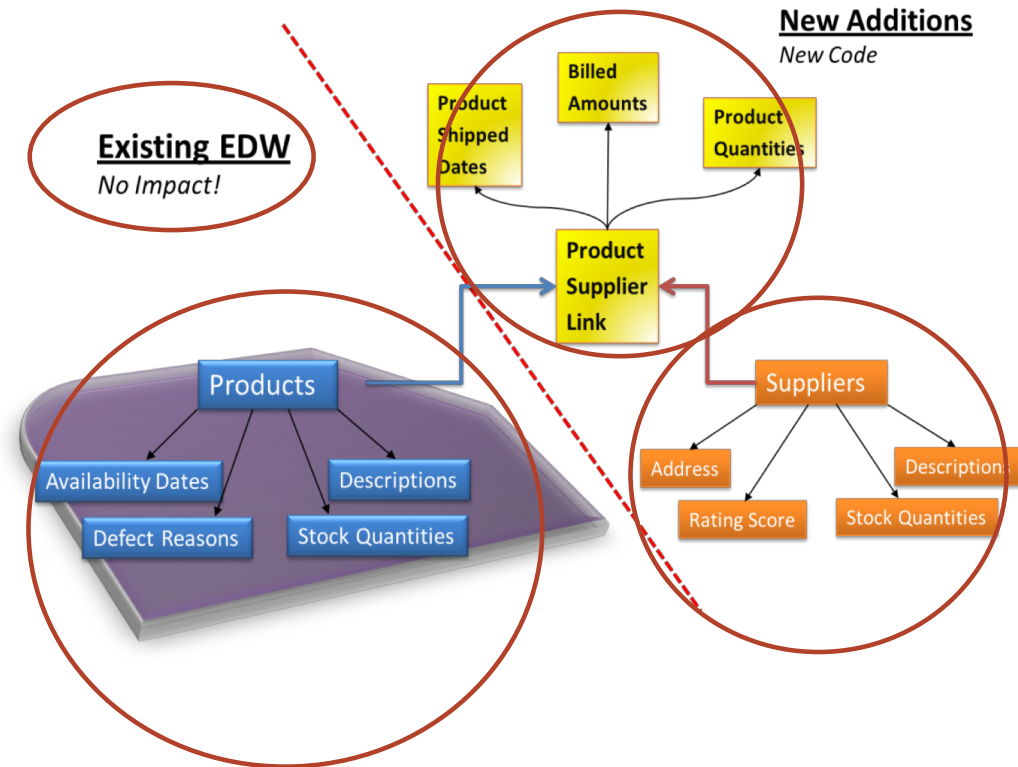 New Additions
New Code
Existing EDW
No Impact!
Product
Shipped
Dates
Billed
Amounts
Product
Quantities
Product
Supplier
Link
Products
Availability Dates
Descriptions
Defect Reasons
Stock Quantities
Suppliers
Address
Descriptions
Rating Score
Stock Quantities